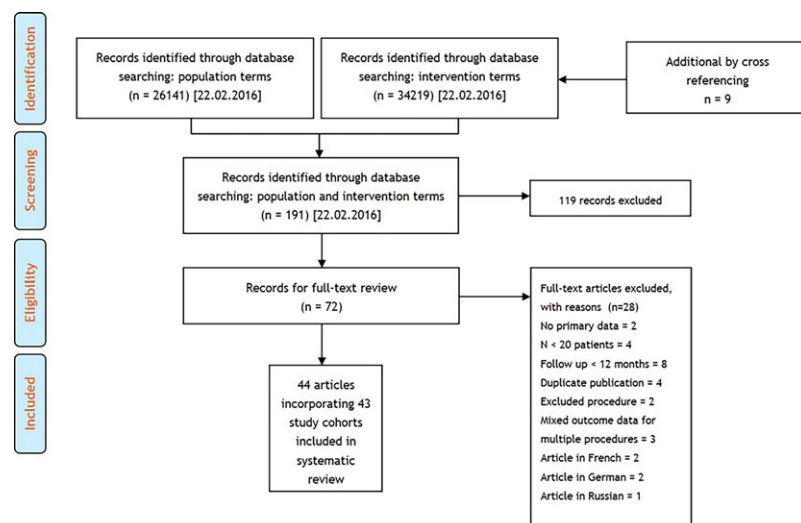 Identification
Records identified through database
searching: population terms
(n = 26141) [22.02.2016]
Records identified through database
searching: intervention terms
(n = 34219) [22.02.2016]
Additional by cross
referencing
n = 9
Screening
Records identified through database
searching: population and intervention terms
(n = 191) [22.02.2016]
119 records excluded
Eligibility
Records for full-text review
(n = 72)
Full-text articles excluded,
with reasons (n=28)
No primary data = 2
N < 20 patients = 4
Follow up < 12 months = 8
Duplicate publication = 4
Excluded procedure = 2
Mixed outcome data for
multiple procedures = 3
Article in French = 2
Article in German = 2
Article in Russian = 1
Included
44 articles
incorporating 43
study cohorts
included in
systematic
review